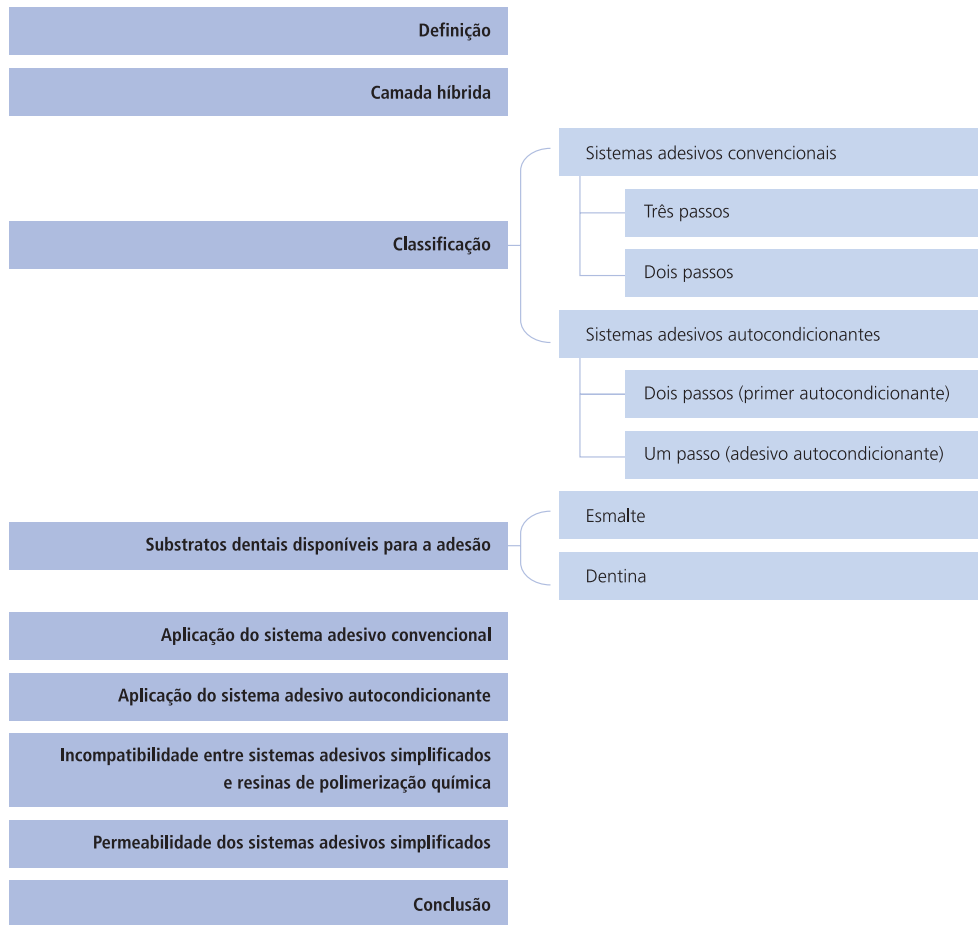 Definição
Camada híbrida
Classificação
Sistemas adesivos convencionais
Três passos
Dois passos
Sistemas adesivos autocondicionantes
Dois passos (primer autocondicionante)
Um passo (adesivo autocondicionante)
Substratos dentais disponíveis para a adesão
Esmalte
Dentina
Aplicação do sistema adesivo convencional
Aplicação do sistema adesivo autocondicionante
Incompatibilidade entre sistemas adesivos simplificados
e resinas de polimerização química
Permeabilidade dos sistemas adesivos simplificados
Conclusão